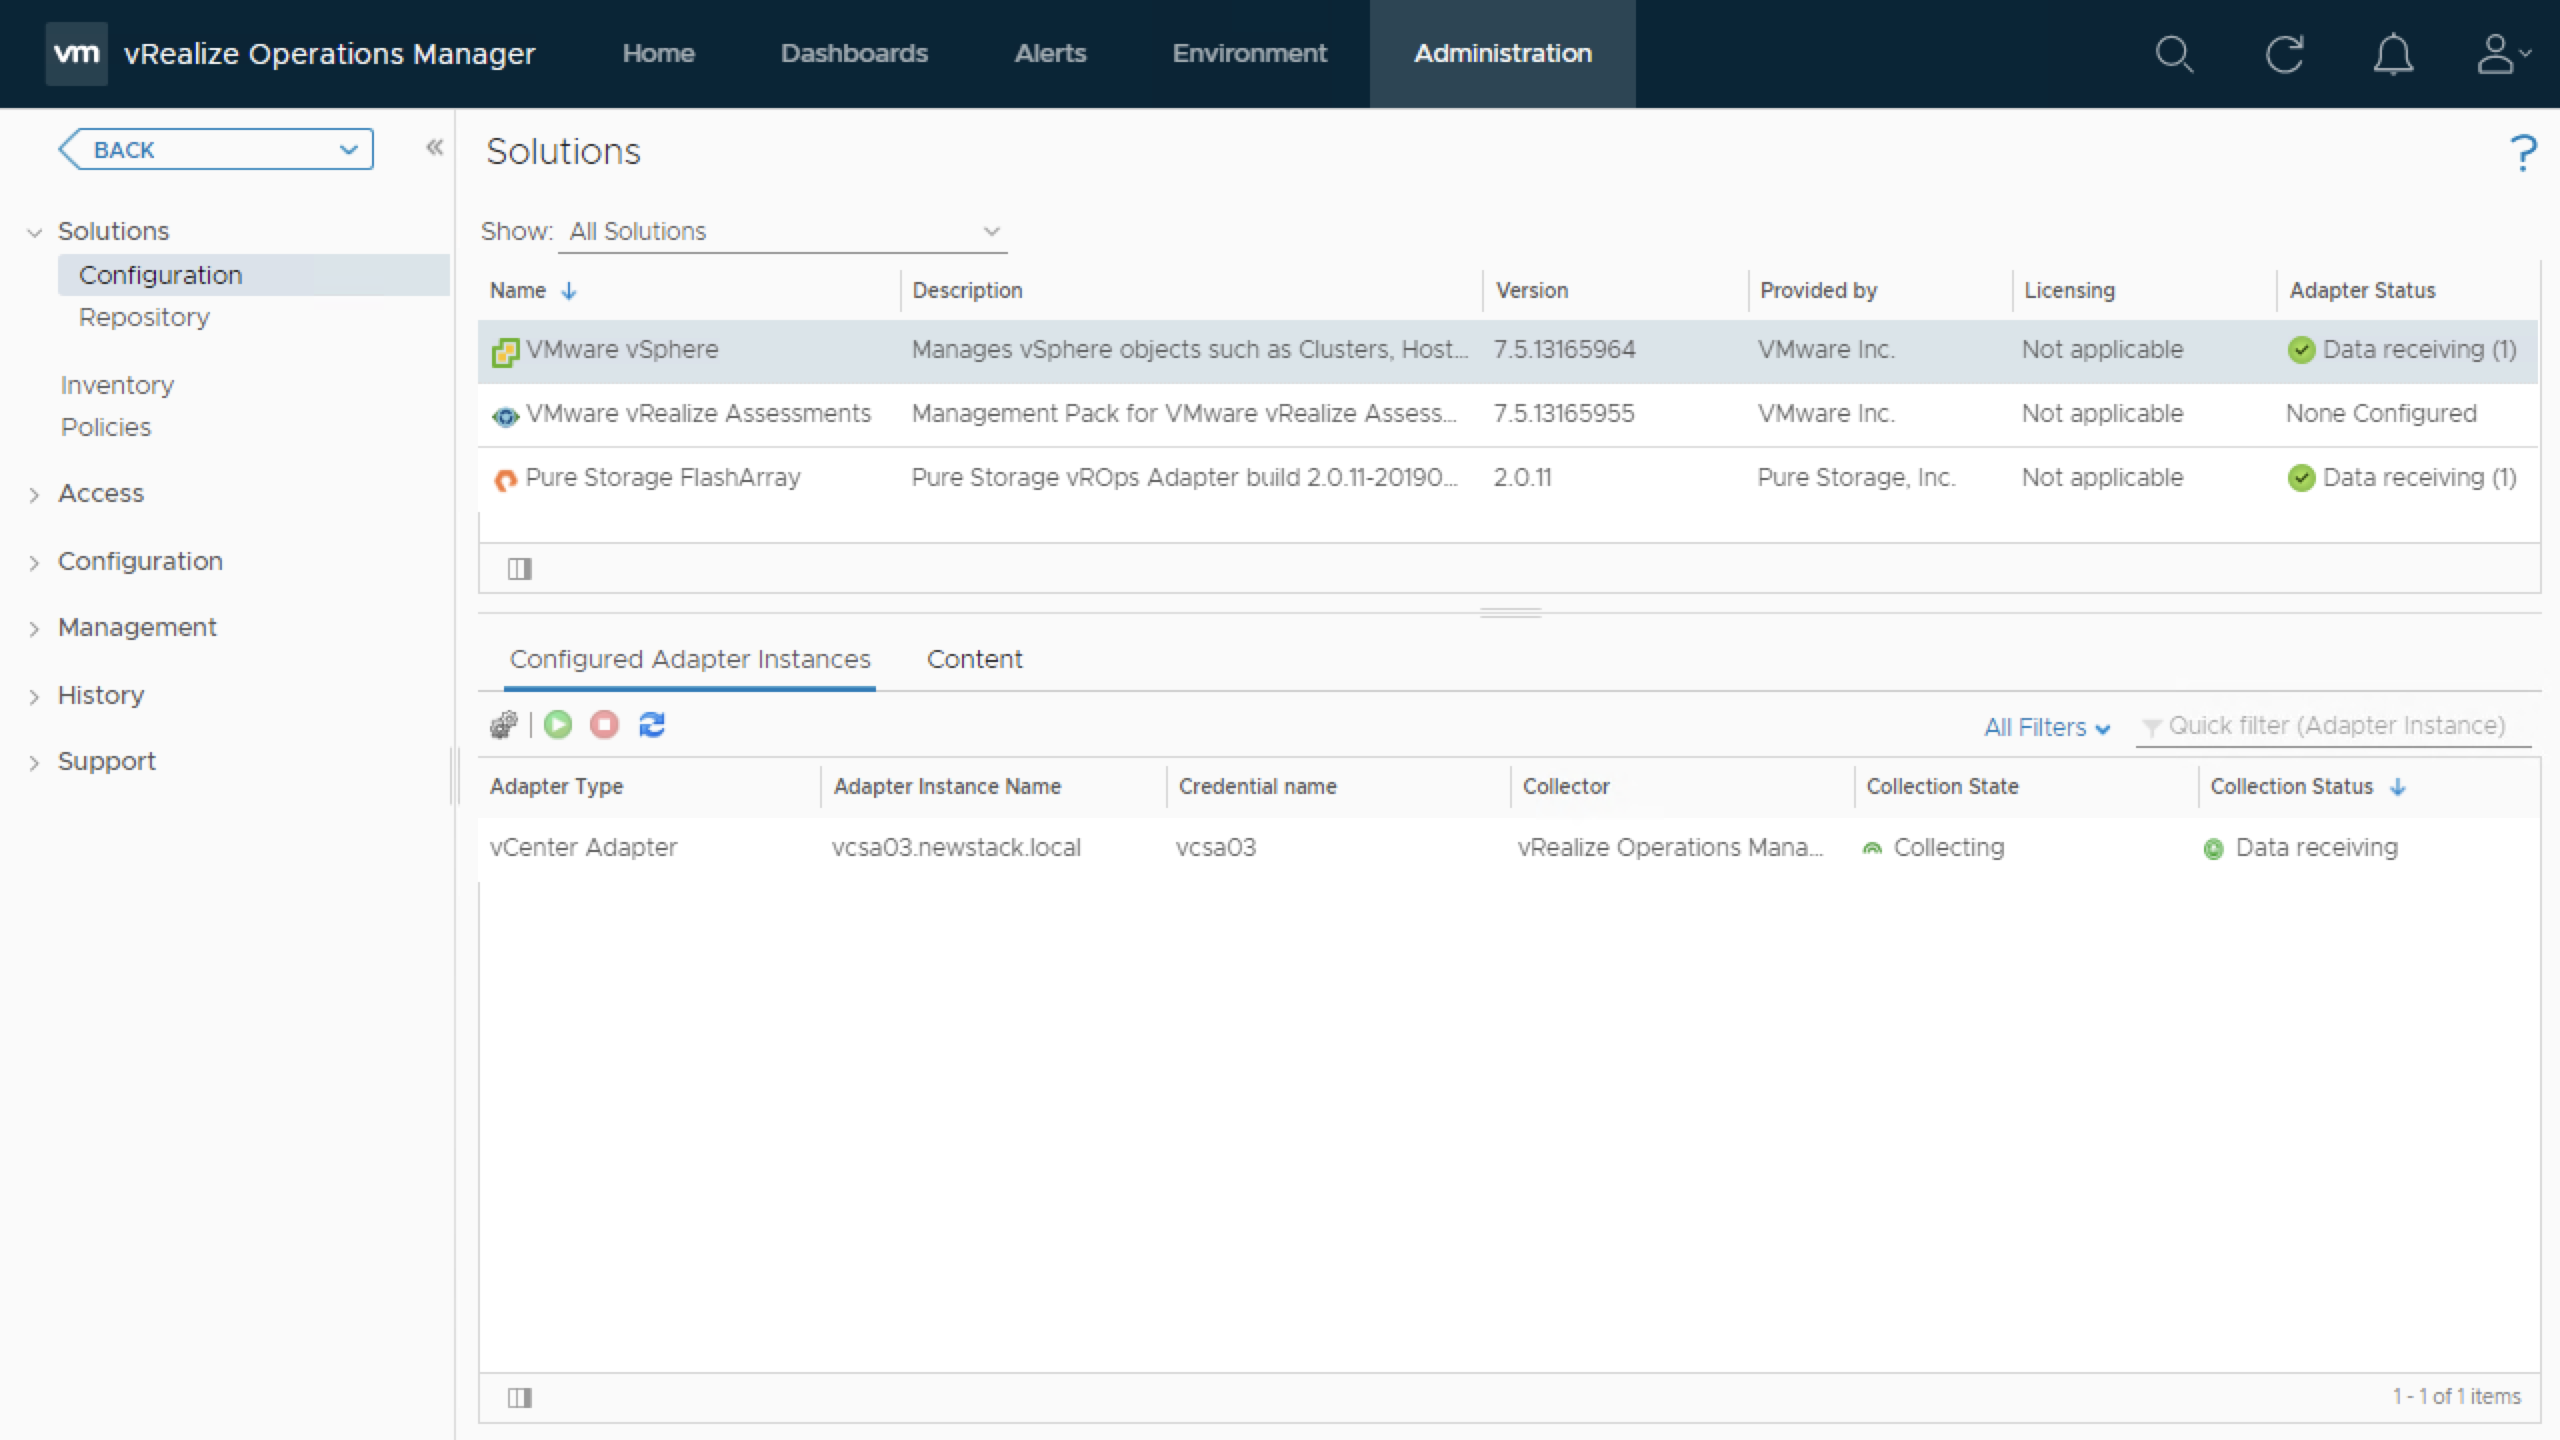 vm vRealize Operations Manager Home Dashboards Alerts Environment Administration
BACK
Solutions
Configuration
Repository
Inventory
Policies
Access
Configuration
Management
History
Support
Solutions
?
Show: All Solutions
Name Description Version Provided by Licensing Adapter Status
VMware vSphere Manages vSphere objects such as Clusters, Host... 7.5.13165964 VMware Inc. Not applicable Data receiving (1)
VMware vRealize Assessments Management Pack for VMware vRealize Assess... 7.5.13165955 VMware Inc. Not applicable None Configured
Pure Storage FlashArray Pure Storage vROps Adapter build 2.0.11-20190... 2.0.11 Pure Storage, Inc. Not applicable Data receiving (1)
Configured Adapter Instances Content
All Filters Quick filter (Adapter Instance)
Adapter Type Adapter Instance Name Credential name Collector Collection State Collection Status
vCenter Adapter vcsa03.newstack.local vcsa03 vRealize Operations Mana... Collecting Data receiving
1 - 1 of 1 items